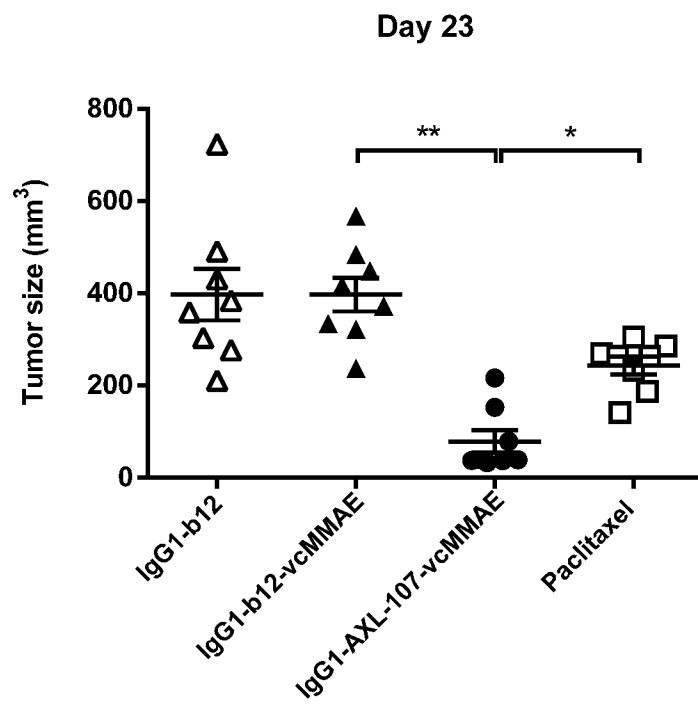 Day 23
Tumor size (mm³)
800
600
400
200
0
**
*
IgG1-b12
IgG1-b12-vcMMAE
IgG1-AXL-107-vcMMAE
Paclitaxel